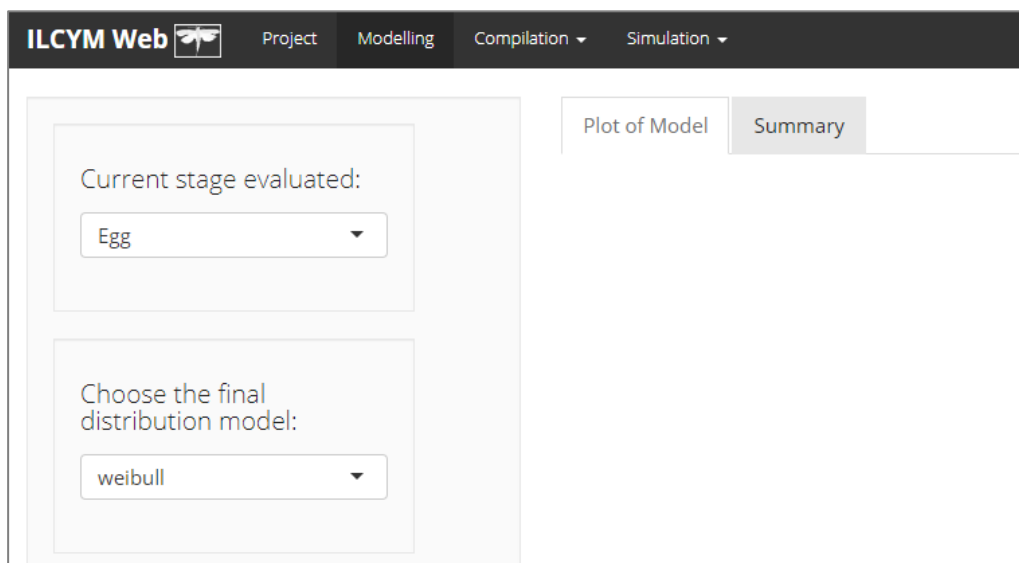 ILCYM Web Project Modelling Compilation Simulation
Plot of Model Summary
Current stage evaluated:
Egg
Choose the final
distribution model:
weibull